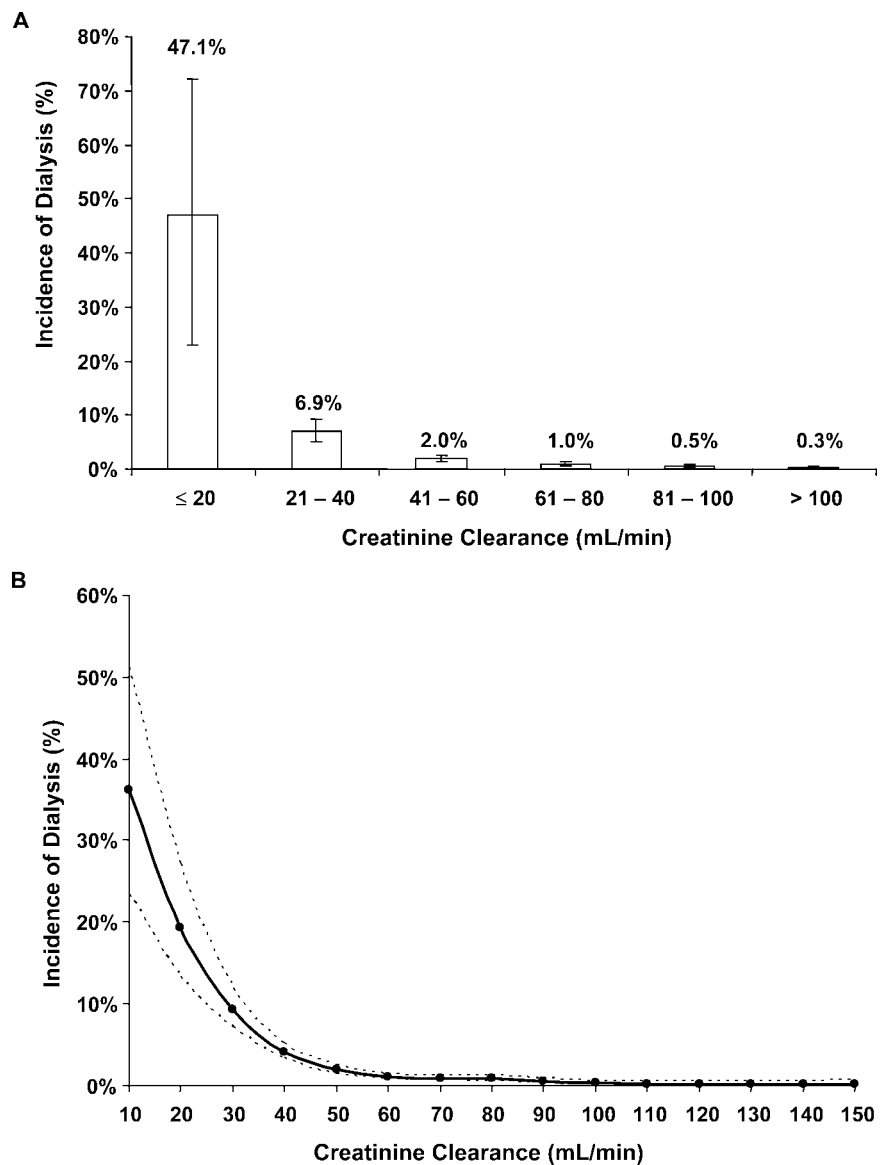 A
80%
70%
60%
50%
40%
30%
20%
10%
0%
Incidence of Dialysis (%)
47.1%
6.9%
2.0%
1.0%
0.5%
0.3%
≤ 20
21 – 40
41 – 60
61 – 80
81 – 100
> 100
Creatinine Clearance (mL/min)
B
60%
50%
40%
30%
20%
10%
0%
Incidence of Dialysis (%)
10 20 30 40 50 60 70 80 90 100 110 120 130 140 150
Creatinine Clearance (mL/min)